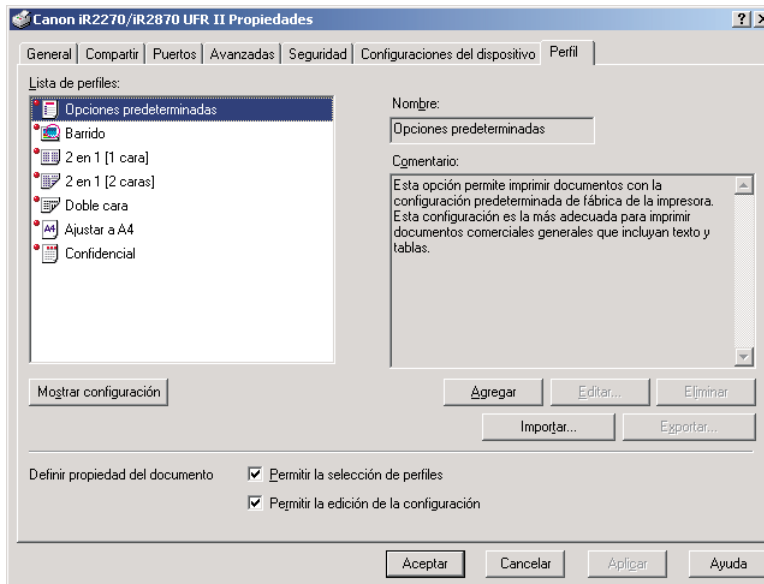 Canon iR2270/iR2870 UFR II Propiedades
General Compartir Puertos Avanzadas Seguridad Configuraciones del dispositivo Perfil
Lista de perfiles:
Opciones predeterminadas
Barrido
2 en 1 [1 cara]
2 en 1 [2 caras]
Doble cara
A4 Ajustar a A4
Confidencial
Mostrar configuración
Nombre:
Opciones predeterminadas
Comentario:
Esta opción permite imprimir documentos con la
configuración predeterminada de fábrica de la impresora.
Esta configuración es la más adecuada para imprimir
documentos comerciales generales que incluyan texto y
tablas.
Agregar Editar... Eliminar
Importar... Exportar...
Definir propiedad del documento
Permitir la selección de perfiles
Permitir la edición de la configuración
Aceptar Cancelar Aplicar Ayuda